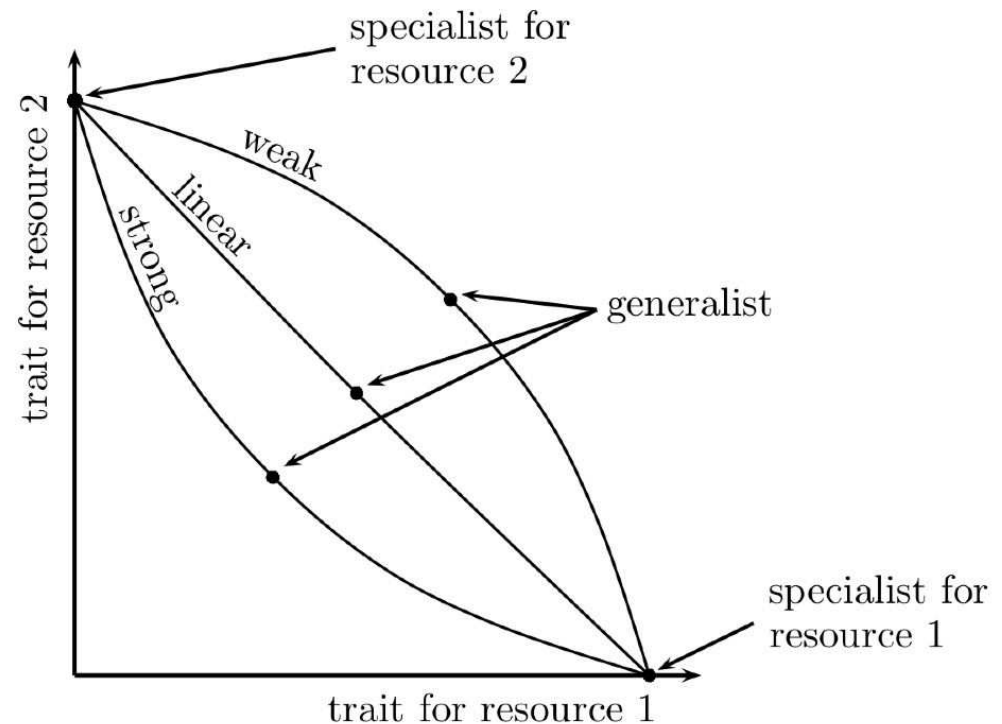 specialist for
resource 2
trait for resource 2
weak
linear
strong
generalist
specialist for
resource 1
trait for resource 1